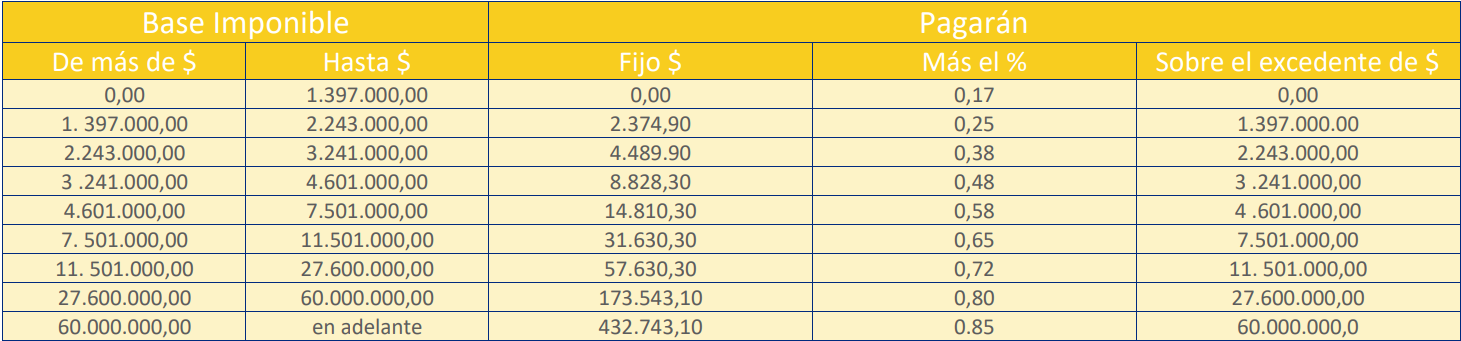 Base Imponible Pagarán
De más de $ Hasta $ Fijo $ Más el % Sobre el excedente de $
0,00 1.397.000,00 0,00 0,17 0,00
1. 397.000,00 2.243.000,00 2.374,90 0,25 1.397.000.00
2.243.000,00 3.241.000,00 4.489.90 0,38 2.243.000,00
3 .241.000,00 4.601.000,00 8.828,30 0,48 3 .241.000,00
4.601.000,00 7.501.000,00 14.810,30 0,58 4 .601.000,00
7. 501.000,00 11.501.000,00 31.630,30 0,65 7.501.000,00
11. 501.000,00 27.600.000,00 57.630,30 0,72 11. 501.000,00
27.600.000,00 60.000.000,00 173.543,10 0,80 27.600.000,00
60.000.000,00 en adelante 432.743,10 0.85 60.000.000,0